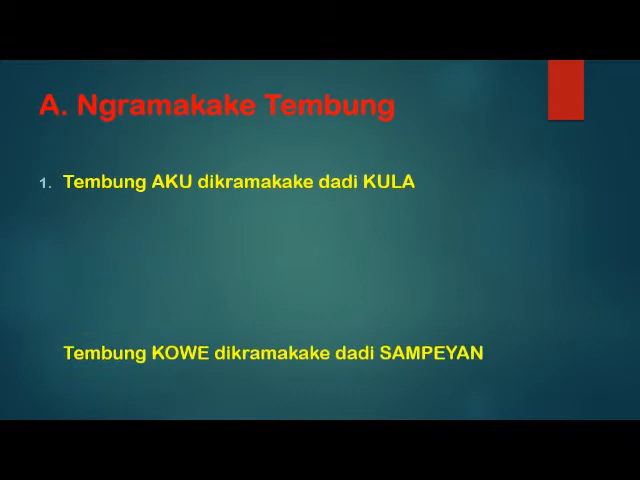 A. Ngramakake Tembung
1. Tembung AKU dikramakake dadi KULA
Tembung KOWE dikramakake dadi SAMPEYAN